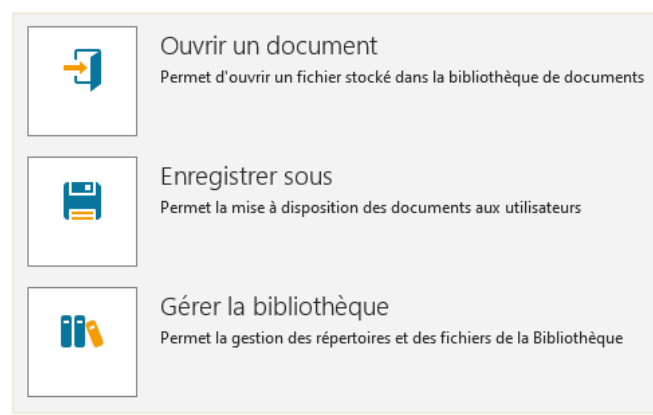 Ouvrir un document
Permet d'ouvrir un fichier stocké dans la bibliothèque de documents
Enregistrer sous
Permet la mise à disposition des documents aux utilisateurs
Gérer la bibliothèque
Permet la gestion des répertoires et des fichiers de la Bibliothèque